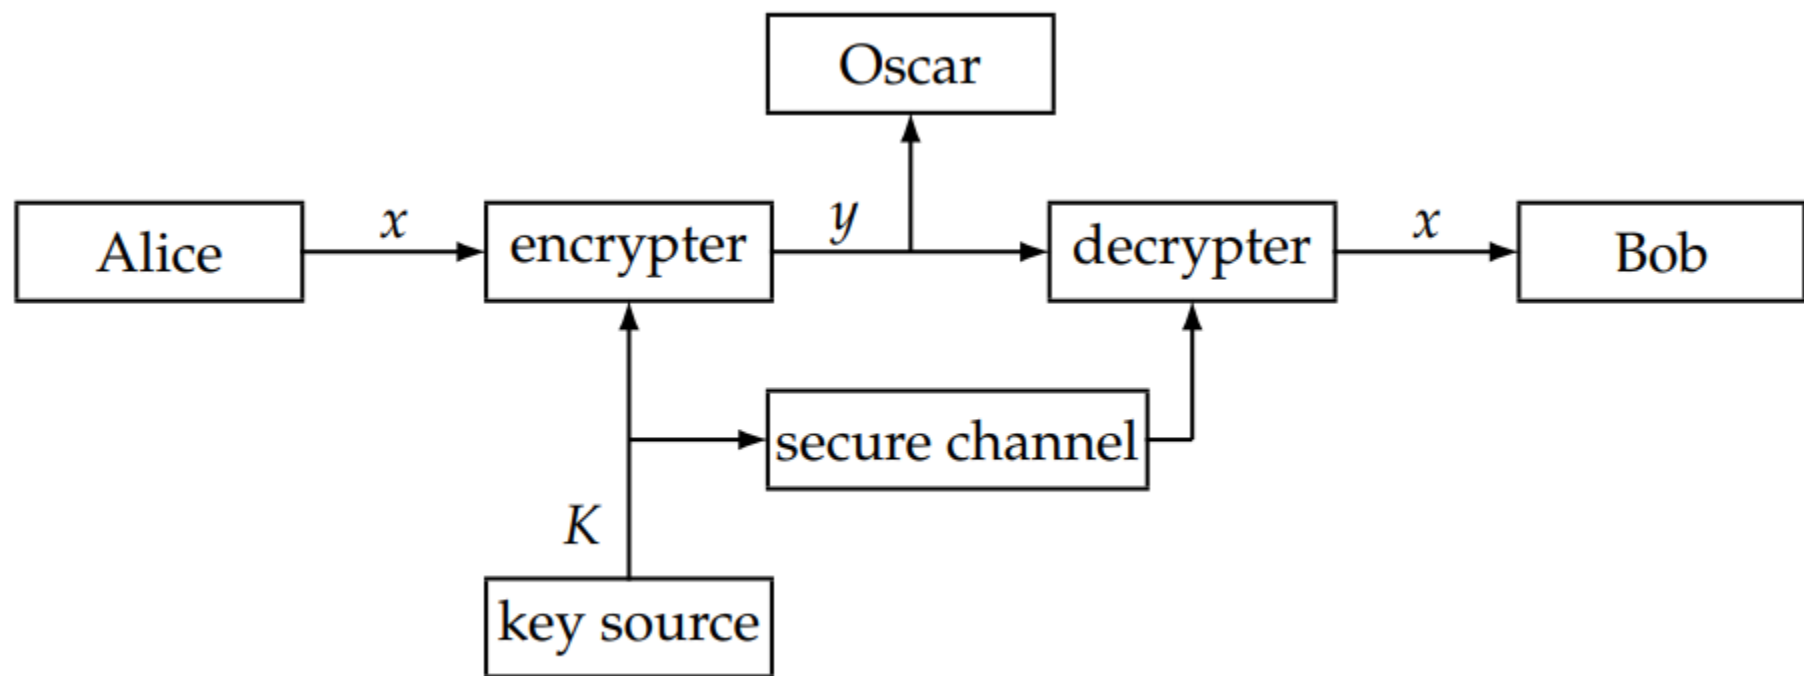 Oscar
Alice
x
encrypter
y
decrypter
x
Bob
secure channel
K
key source